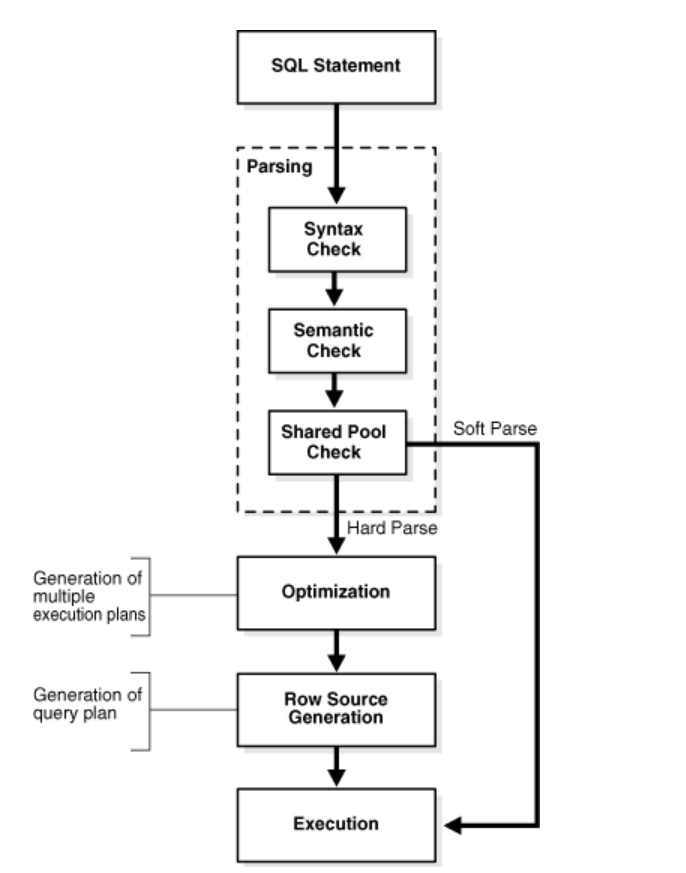 SQL Statement
Parsing
Syntax
Check
Semantic
Check
Shared Pool
Check
Soft Parse
Hard Parse
Generation of
multiple
execution plans
Optimization
Generation of
query plan
Row Source
Generation
Execution